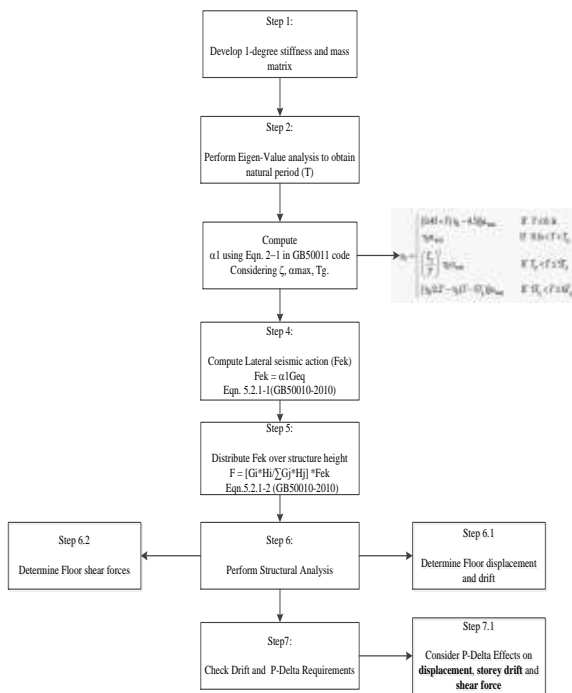 Step 1:
Develop 1-degree stiffness and mass
matrix
Step 2:
Perform Eigen-Value analysis to obtain
natural period (T)
Compute
α1 using Eqn. 2–1 in GB50011 code
Considering ζ, αmax, Tg.
Step 4:
Compute Lateral seismic action (Fek)
Fek = α1Geq
Eqn. 5.2.1-1(GB50010-2010)
Step 5:
Distribute Fek over structure height
F = [Gi*Hi/∑Gj*Hj] *Fek
Eqn.5.2.1-2 (GB50010-2010)
Step 6.2
Determine Floor shear forces
Step 6:
Perform Structural Analysis
Step 6.1
Determine Floor displacement
and drift
Step7:
Check Drift and P-Delta Requirements
Step 7.1
Consider P-Delta Effects on
displacement, storey drift and
shear force